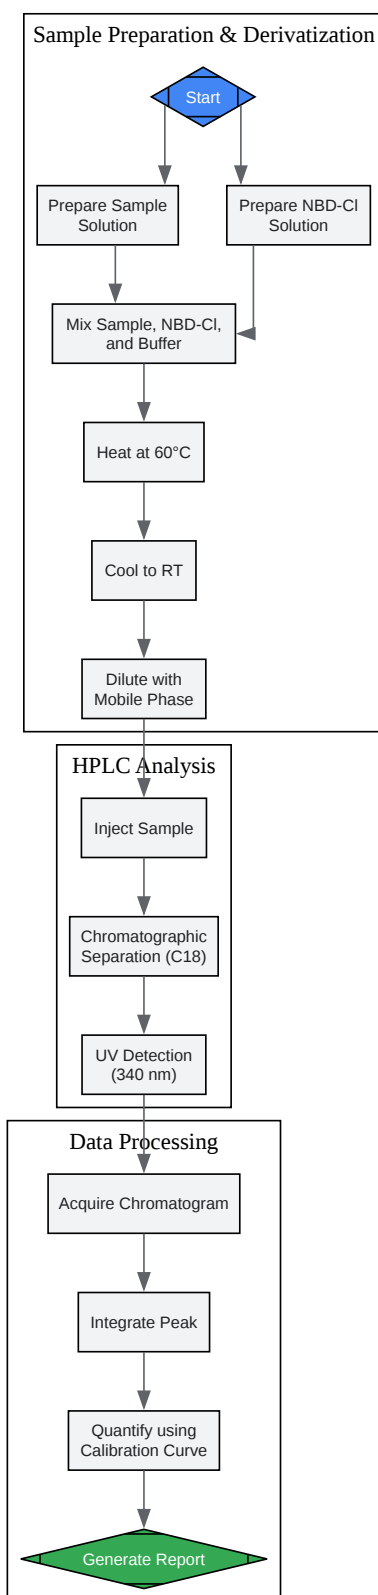 Sample Preparation & Derivatization
Start
Prepare Sample
Solution
Prepare NBD-Cl
Solution
Mix Sample, NBD-Cl,
and Buffer
Heat at 60°C
Cool to RT
Dilute with
Mobile Phase
HPLC Analysis
Inject Sample
Chromatographic
Separation (C18)
UV Detection
(340 nm)
Data Processing
Acquire Chromatogram
Integrate Peak
Quantify using
Calibration Curve
Generate Report